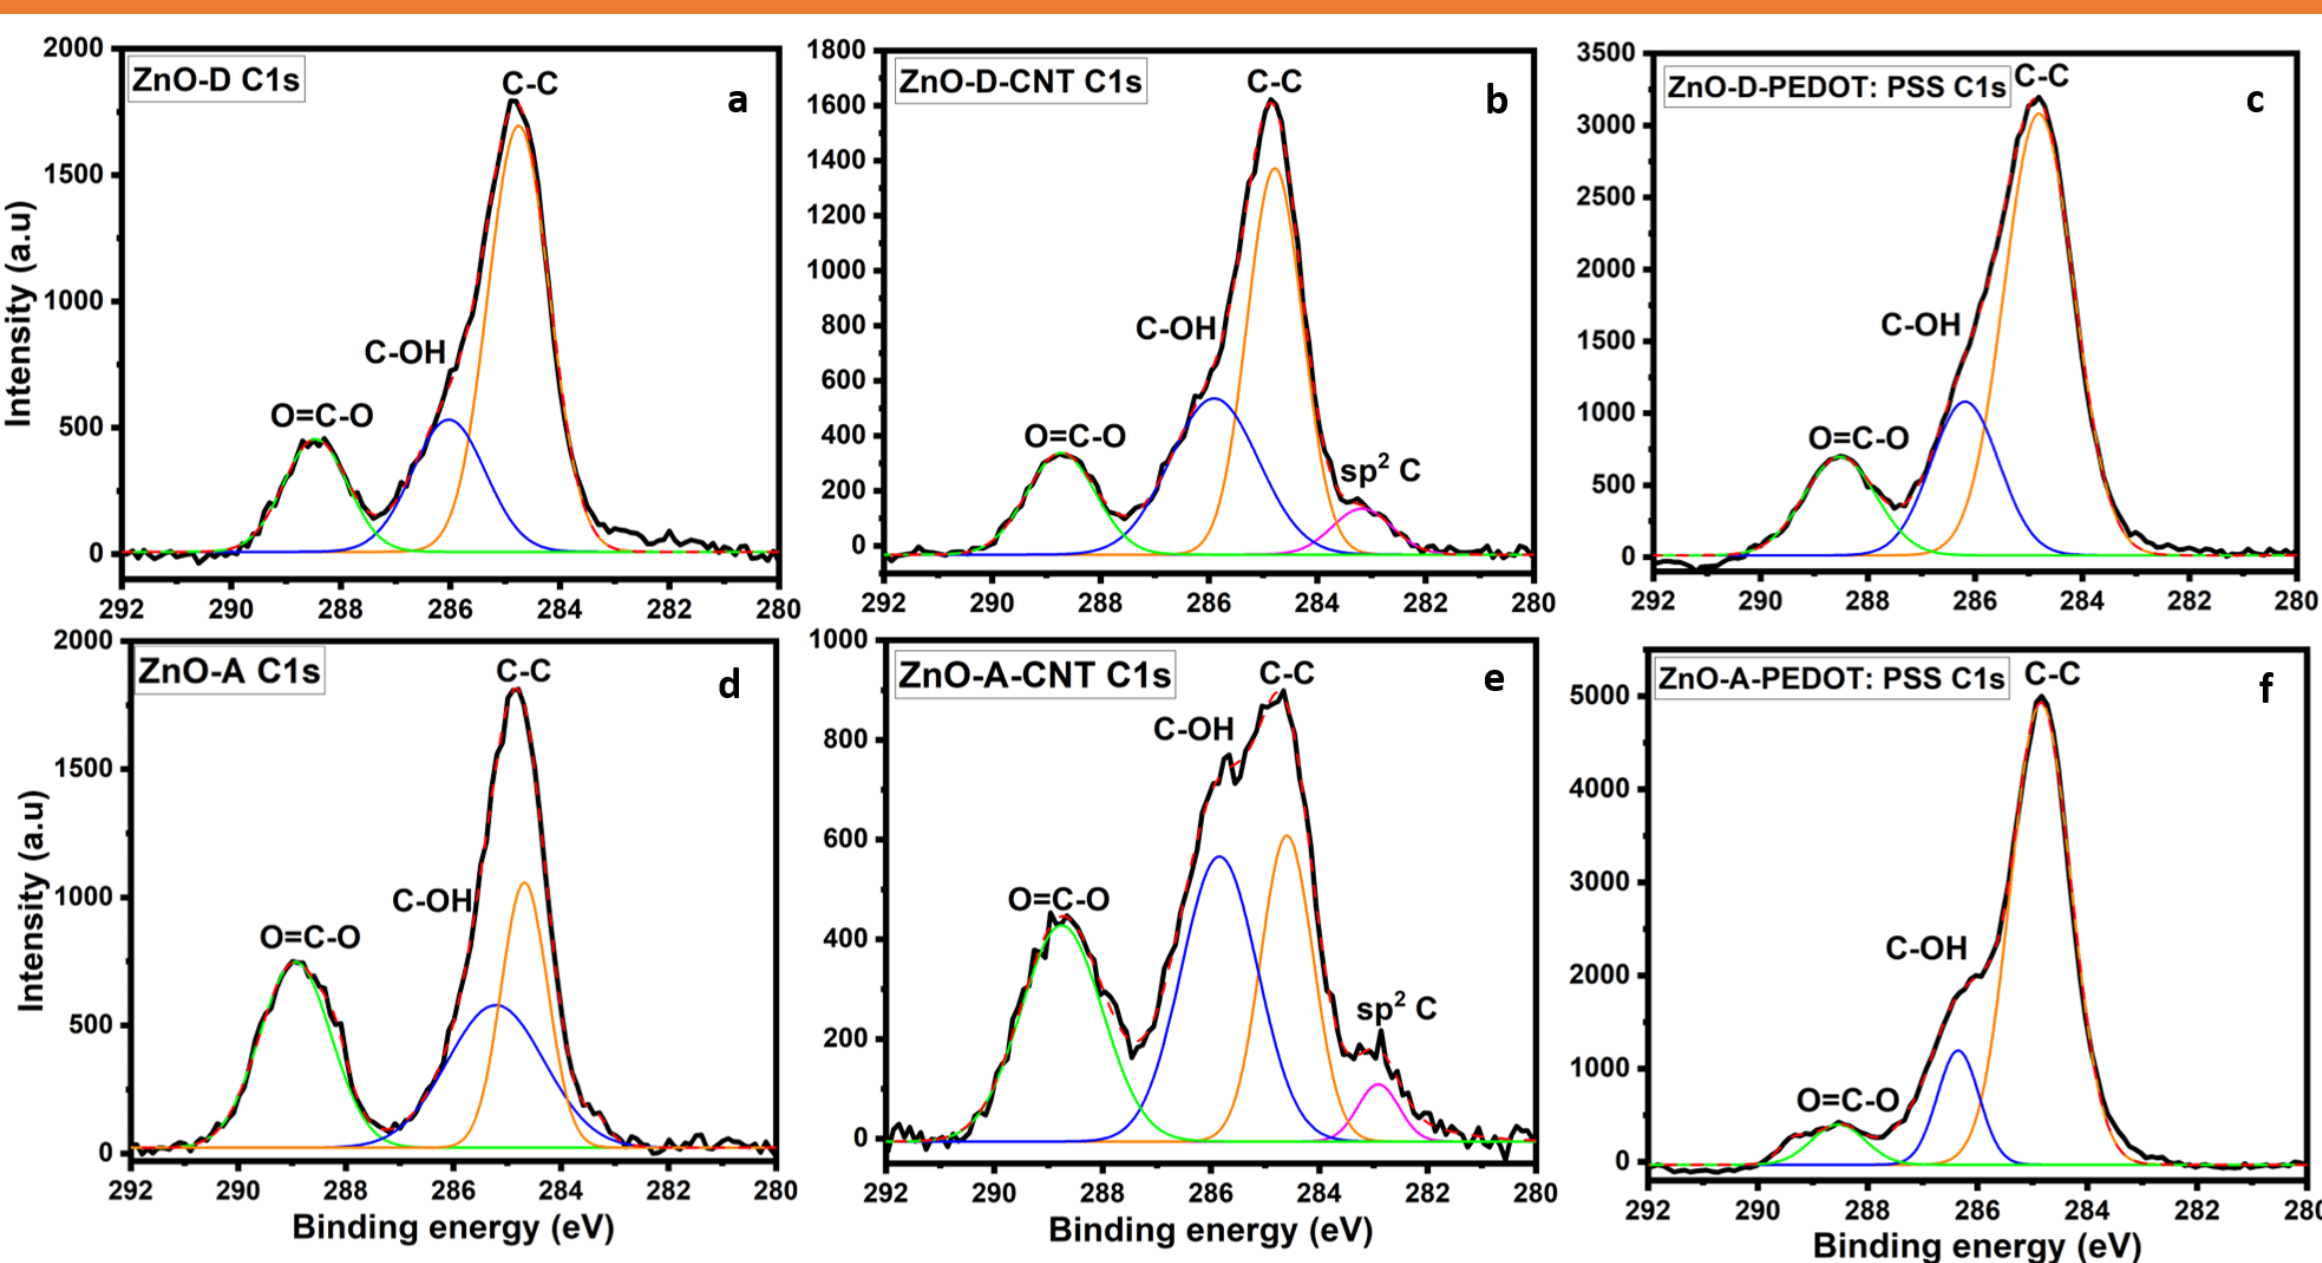 ZnO-D C1s
C-C
a
C-OH
O=C-O
2000
1500
1000
500
0
Intensity (a.u)
292 290 288 286 284 282 280
ZnO-D-CNT C1s
C-C
b
C-OH
O=C-O
sp² C
1800
1600
1400
1200
1000
800
600
400
200
0
292 290 288 286 284 282 280
ZnO-D-PEDOT: PSS C1s
C-C
c
C-OH
O=C-O
3500
3000
2500
2000
1500
1000
500
0
292 290 288 286 284 282 280
ZnO-A C1s
C-C
d
C-OH
O=C-O
2000
1500
1000
500
0
Intensity (a.u)
292 290 288 286 284 282 280
Binding energy (eV)
ZnO-A-CNT C1s
C-C
e
C-OH
O=C-O
sp² C
1000
800
600
400
200
0
292 290 288 286 284 282 280
Binding energy (eV)
ZnO-A-PEDOT: PSS C1s
C-C
f
C-OH
O=C-O
5000
4000
3000
2000
1000
0
292 290 288 286 284 282 280
Binding energy (eV)